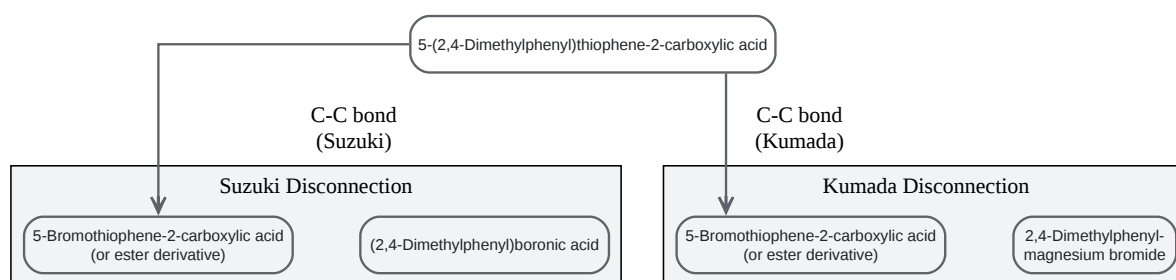 5-(2,4-Dimethylphenyl)thiophene-2-carboxylic acid
C-C bond
(Suzuki)
C-C bond
(Kumada)
Suzuki Disconnection
5-Bromothiophene-2-carboxylic acid
(or ester derivative)
(2,4-Dimethylphenyl)boronic acid
Kumada Disconnection
5-Bromothiophene-2-carboxylic acid
(or ester derivative)
2,4-Dimethylphenyl-
magnesium bromide